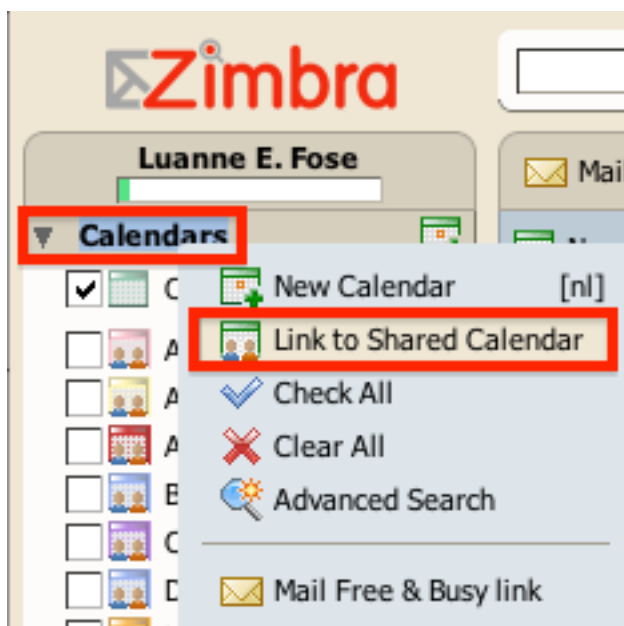 Zimbra
Luanne E. Fose
Mail
Calendars
New Calendar [nl]
Link to Shared Calendar
Check All
Clear All
Advanced Search
Mail Free & Busy link